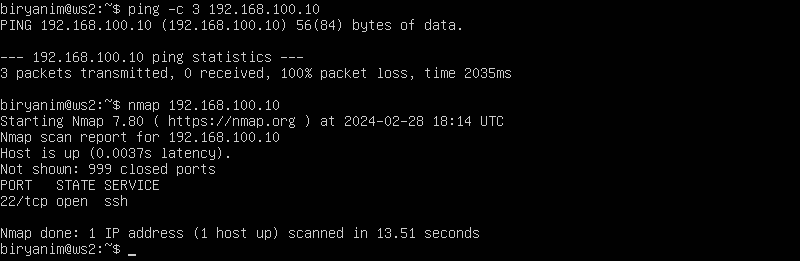 biryanim@ws2:~$ ping -c 3 192.168.100.10
PING 192.168.100.10 (192.168.100.10) 56(84) bytes of data.
--- 192.168.100.10 ping statistics ---
3 packets transmitted, 0 received, 100% packet loss, time 2035ms
biryanim@ws2:~$ nmap 192.168.100.10
Starting Nmap 7.80 ( https://nmap.org ) at 2024-02-28 18:14 UTC
Nmap scan report for 192.168.100.10
Host is up (0.0037s latency).
Not shown: 999 closed ports
PORT   STATE SERVICE
22/tcp open  ssh
Nmap done: 1 IP address (1 host up) scanned in 13.51 seconds
biryanim@ws2:~$ _